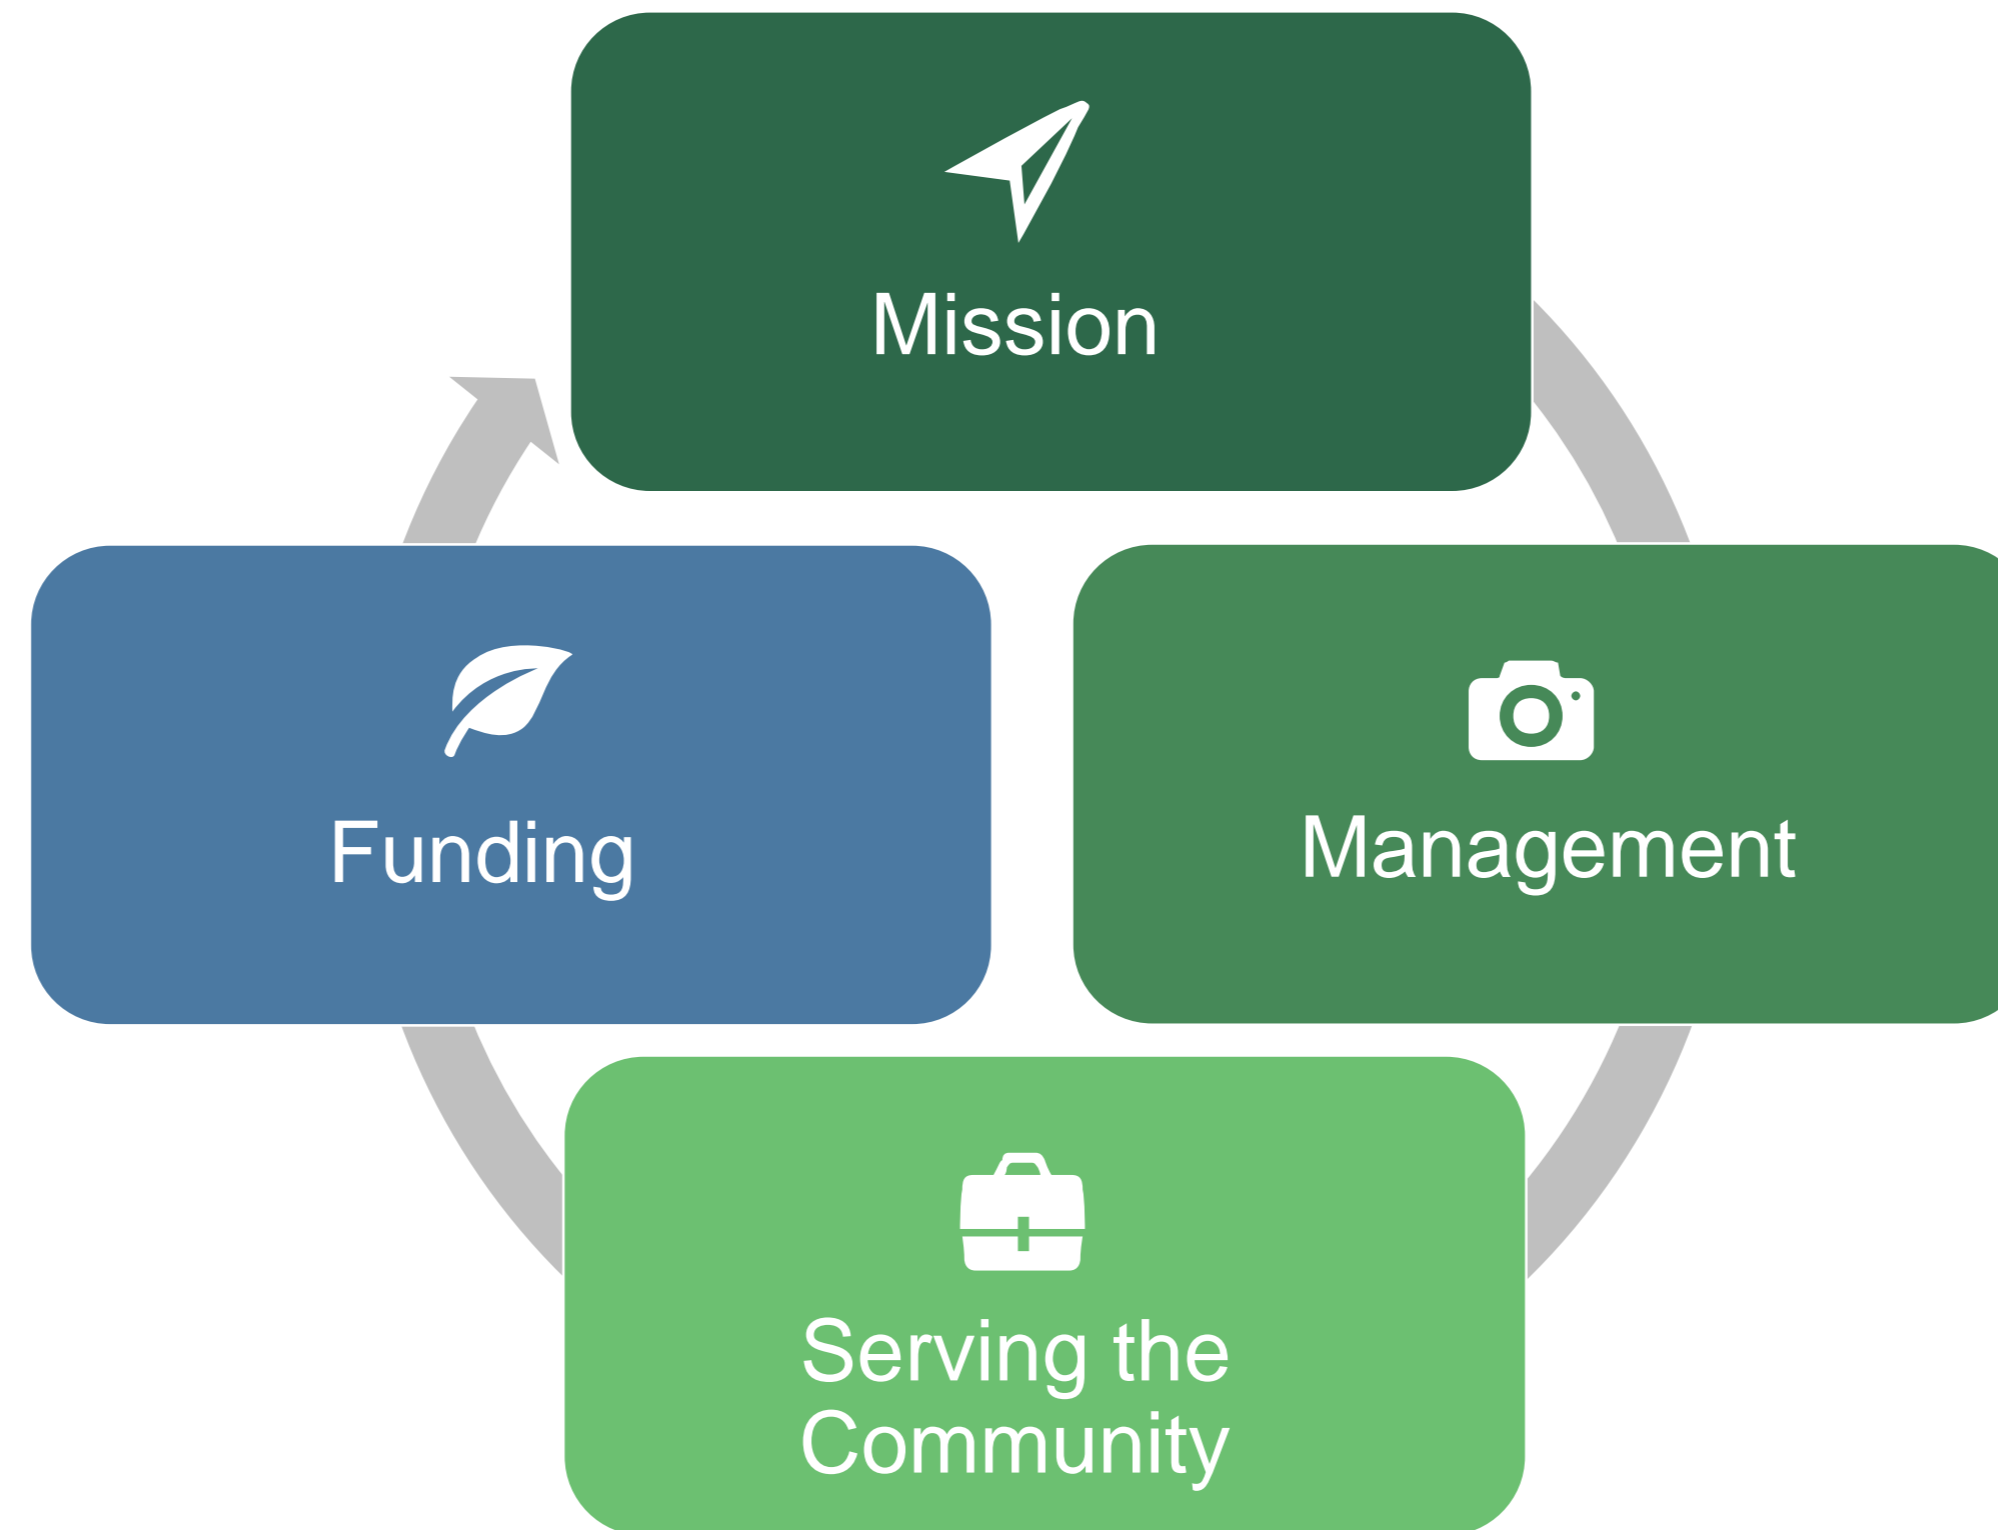 Mission
Funding
Management
Serving the
Community